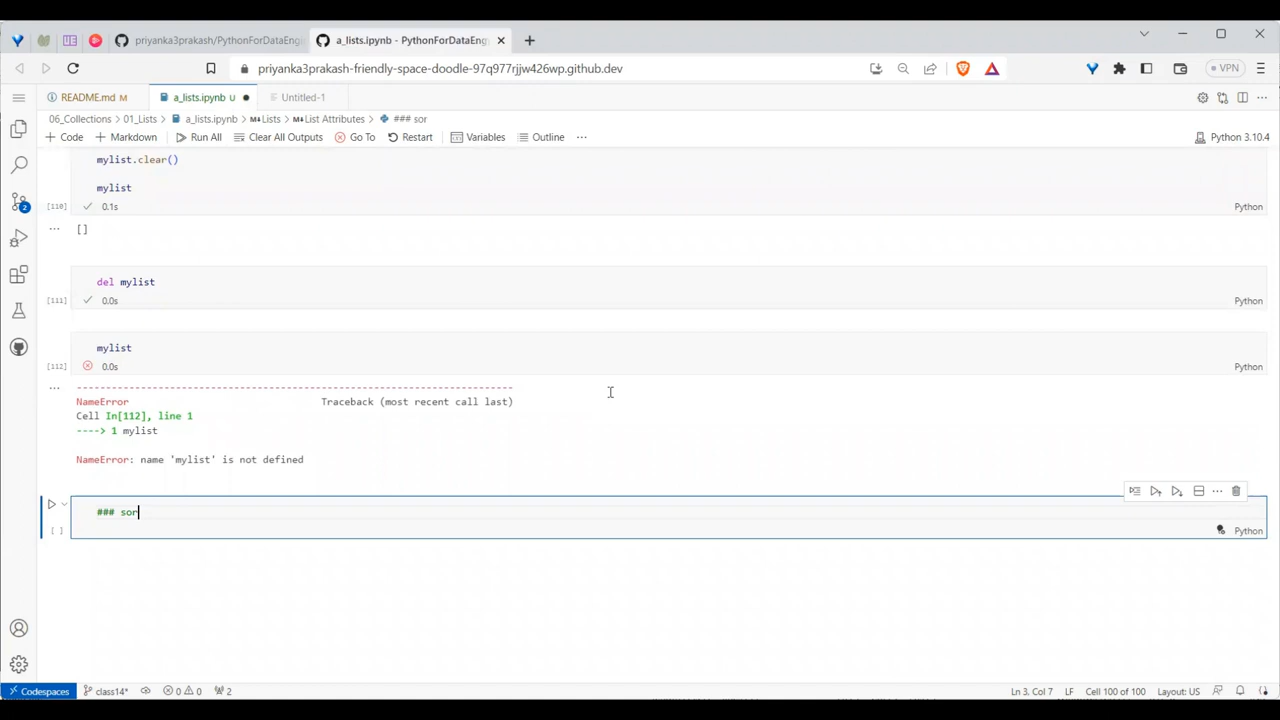 priyanka3prakash/PythonForDataEngi
a_lists.ipynb - PythonForDataEng
priyanka3prakash-friendly-space-doodle-97q977rjjw426wp.github.dev
VPN
README.md M
a_lists.ipynb U
Untitled-1
06_Collections > 01_Lists > a_lists.ipynb > Lists > List Attributes > ### sor
+ Code + Markdown Run All Clear All Outputs Go To Restart Variables Outline ... Python 3.10.4
mylist.clear()
mylist
[110] 0.1s Python
... []
del mylist
[111] 0.0s Python
mylist
[112] 0.0s Python
... ---------------------------------------------------------------------------
NameError Traceback (most recent call last)
Cell In[112], line 1
----> 1 mylist
NameError: name 'mylist' is not defined
### sor
[ ] Python
2
Codespaces class14* 0 0 2 Ln 3, Col 7 LF Cell 100 of 100 Layout: US